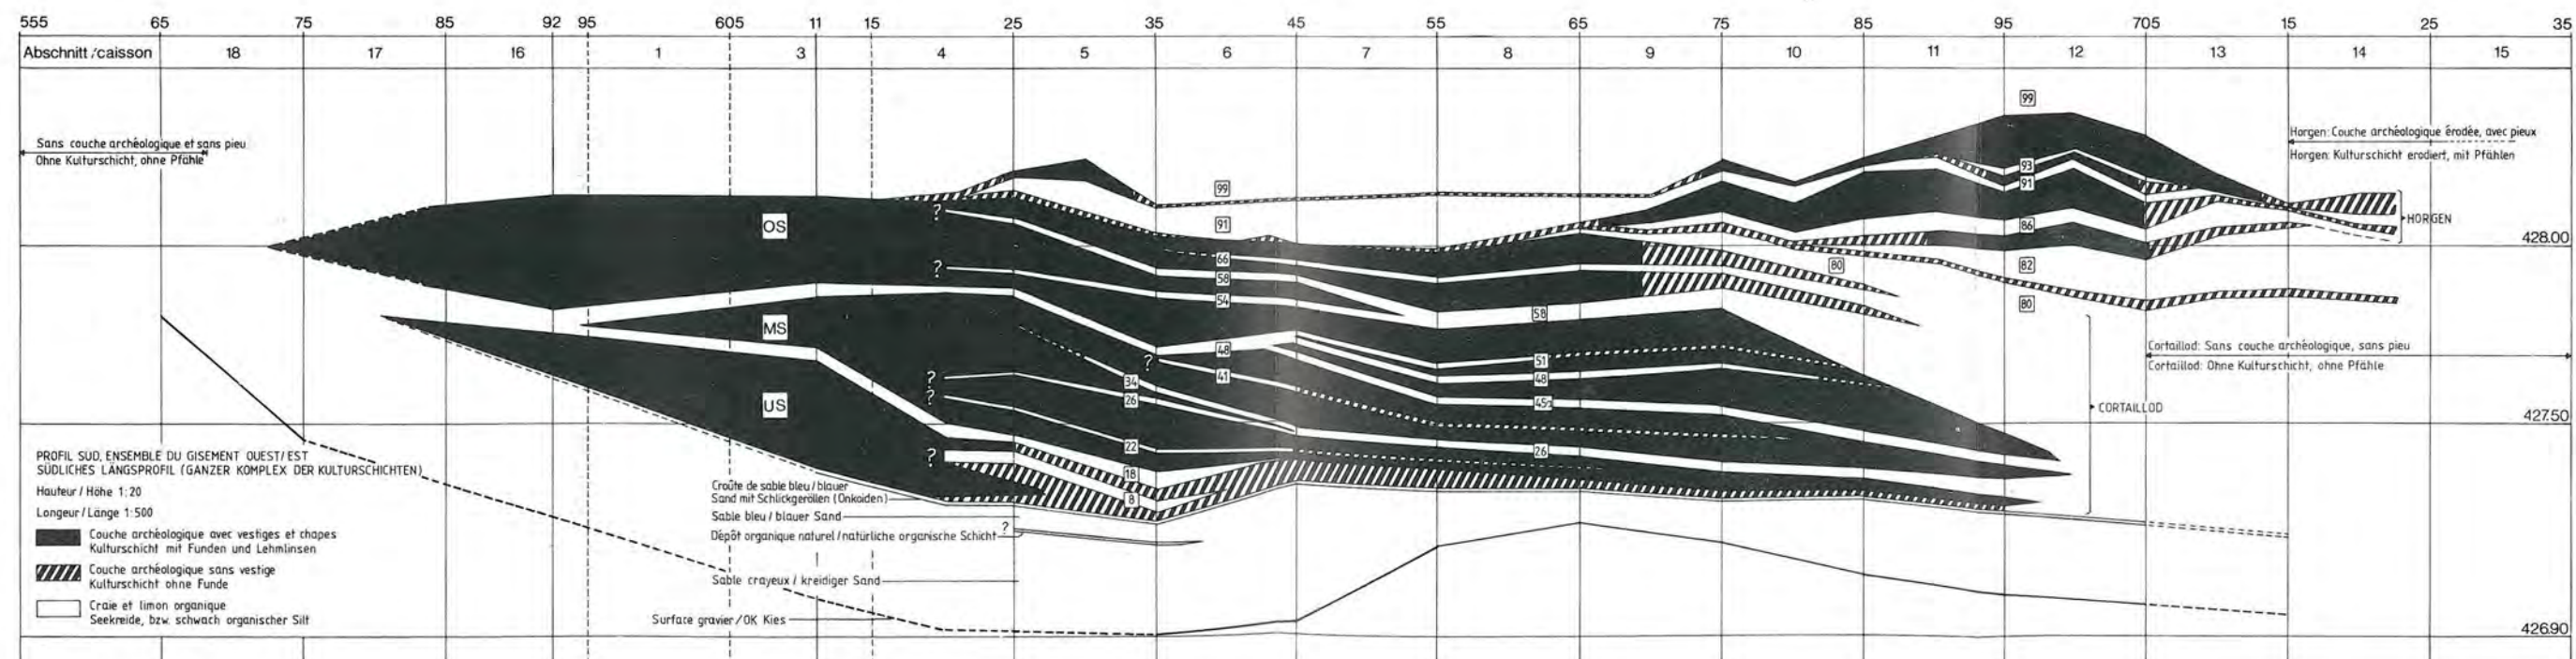 555 65 75 85 92 95 605 11 15 25 35 45 55 65 75 85 95 705 15 25 35
Abschnitt/caisson 18 17 16 1 3 4 5 6 7 8 9 10 11 12 13 14 15
Sans couche archéologique et sans pieu
Ohne Kulturschicht, ohne Pfähle
Horgen: Couche archéologique érodée, avec pieux
Horgen: Kulturschicht erodiert, mit Pfählen
99
99
93
91
91
86
82
80
80
HORGEN
428.00
OS
MS
US
?
?
66
58
54
58
48
?
41
34
26
51
48
45a
26
?
?
22
?
18
8
Cortaillod: Sans couche archéologique, sans pieu
Cortaillod: Ohne Kulturschicht, ohne Pfähle
CORTAILLOD
427.50
PROFIL SUD, ENSEMBLE DU GISEMENT OUEST/EST
SÜDLICHES LÄNGSPROFIL (GANZER KOMPLEX DER KULTURSCHICHTEN)
Hauteur / Höhe 1:20
Longeur / Länge 1:500
Couche archéologique avec vestiges et chapes
Kulturschicht mit Funden und Lehmlinsen
Couche archéologique sans vestige
Kulturschicht ohne Funde
Craie et limon organique
Seekreide, bzw. schwach organischer Silt
Croûte de sable bleu / blauer
Sand mit Schlickgeröllen (Onkoiden)
Sable bleu / blauer Sand
Dépôt organique naturel / natürliche organische Schicht
?
Sable crayeux / kreidiger Sand
Surface gravier / OK Kies
426.90